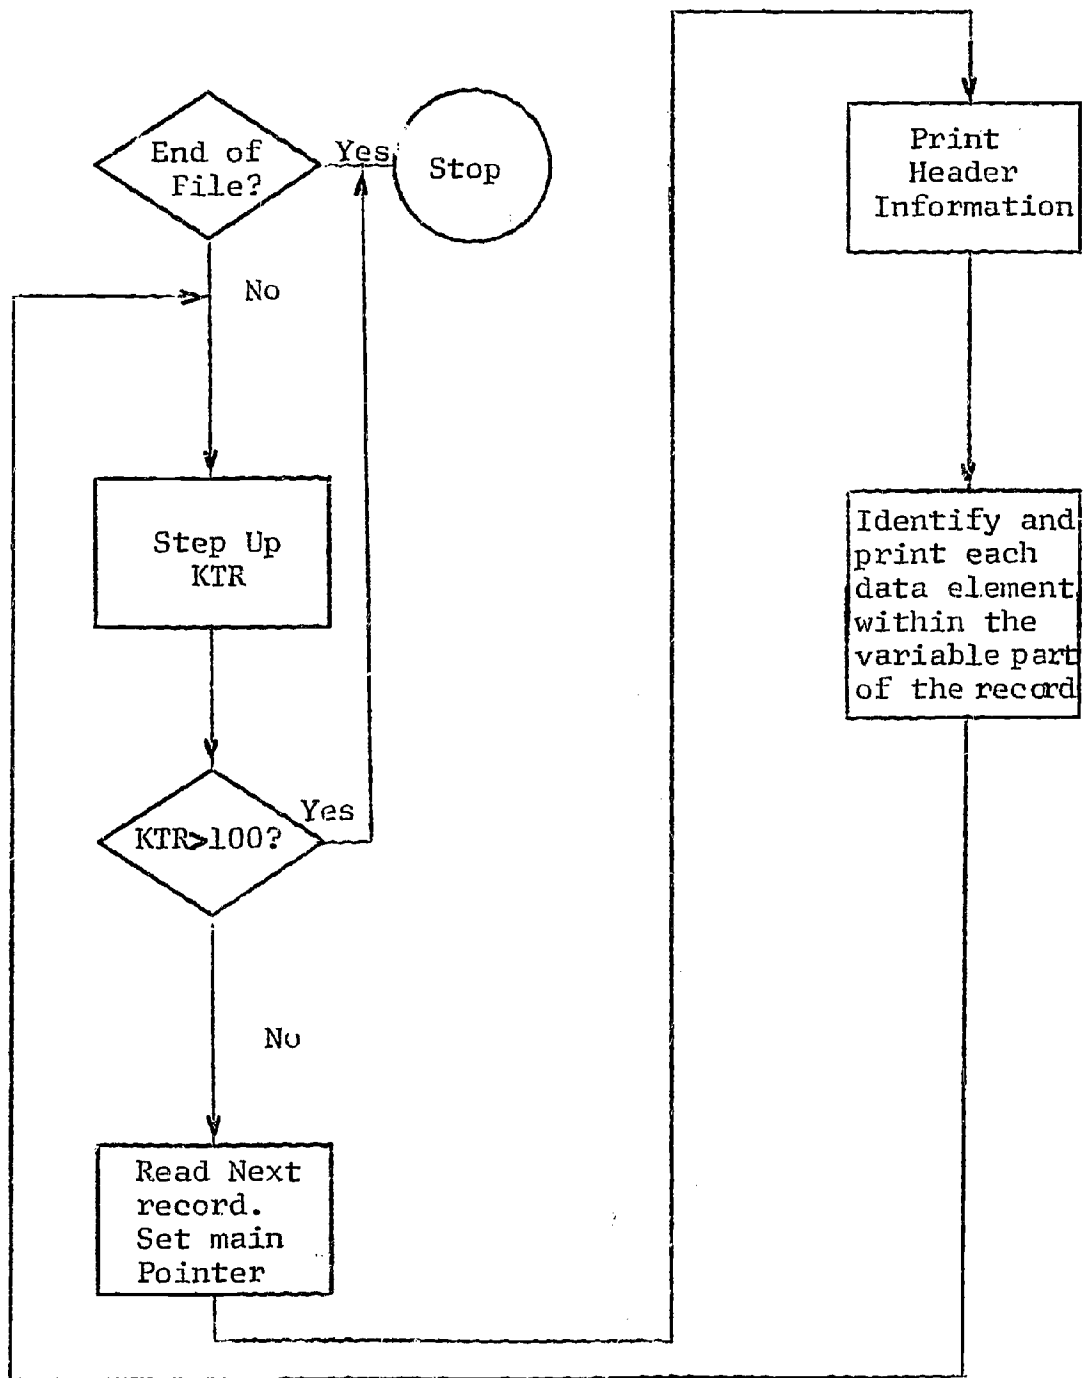 End of
File?
Yes
Stop
No
Step Up
KTR
KTR>100?
Yes
No
Read Next
record.
Set main
Pointer
Print
Header
Information
Identify and
print each
data element
within the
variable part
of the record